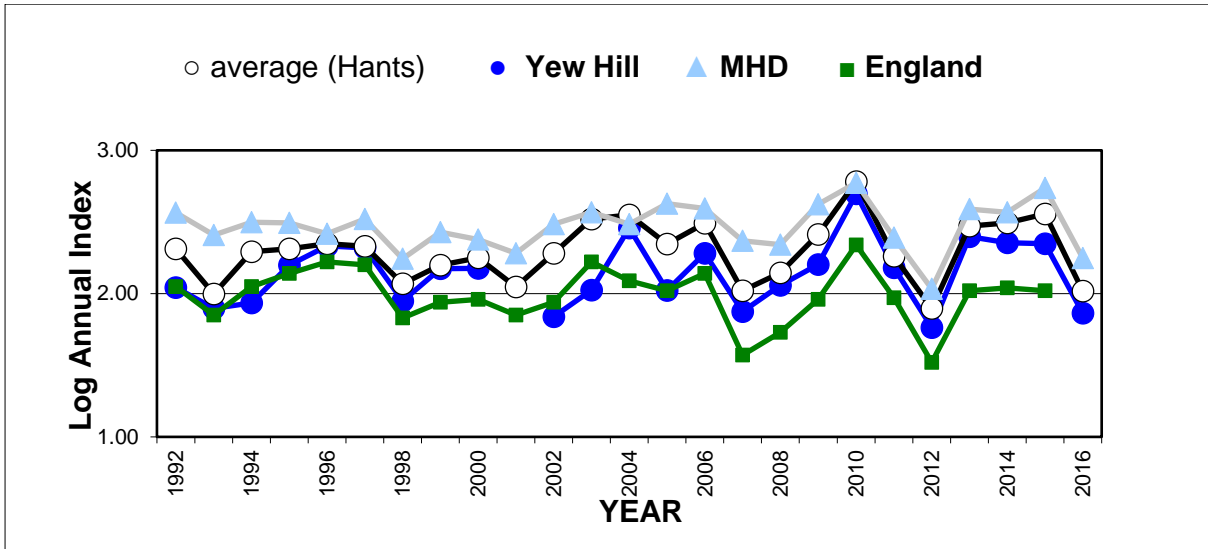 average (Hants) Yew Hill MHD England
Log Annual Index
3.00
2.00
1.00
1992 1994 1996 1998 2000 2002 2004 2006 2008 2010 2012 2014 2016
YEAR